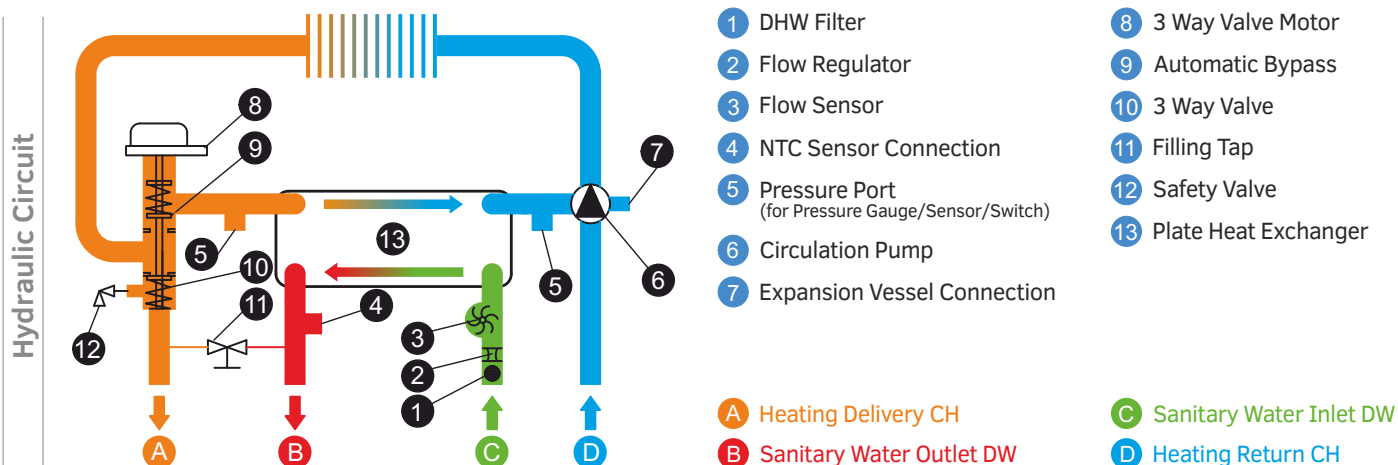 Hydraulic Circuit
8
9
7
5
13
10
5
6
11
4
12
3
2
1
A
B
C
D
1 DHW Filter
2 Flow Regulator
3 Flow Sensor
4 NTC Sensor Connection
5 Pressure Port
(for Pressure Gauge/Sensor/Switch)
6 Circulation Pump
7 Expansion Vessel Connection
8 3 Way Valve Motor
9 Automatic Bypass
10 3 Way Valve
11 Filling Tap
12 Safety Valve
13 Plate Heat Exchanger
A Heating Delivery CH
B Sanitary Water Outlet DW
C Sanitary Water Inlet DW
D Heating Return CH